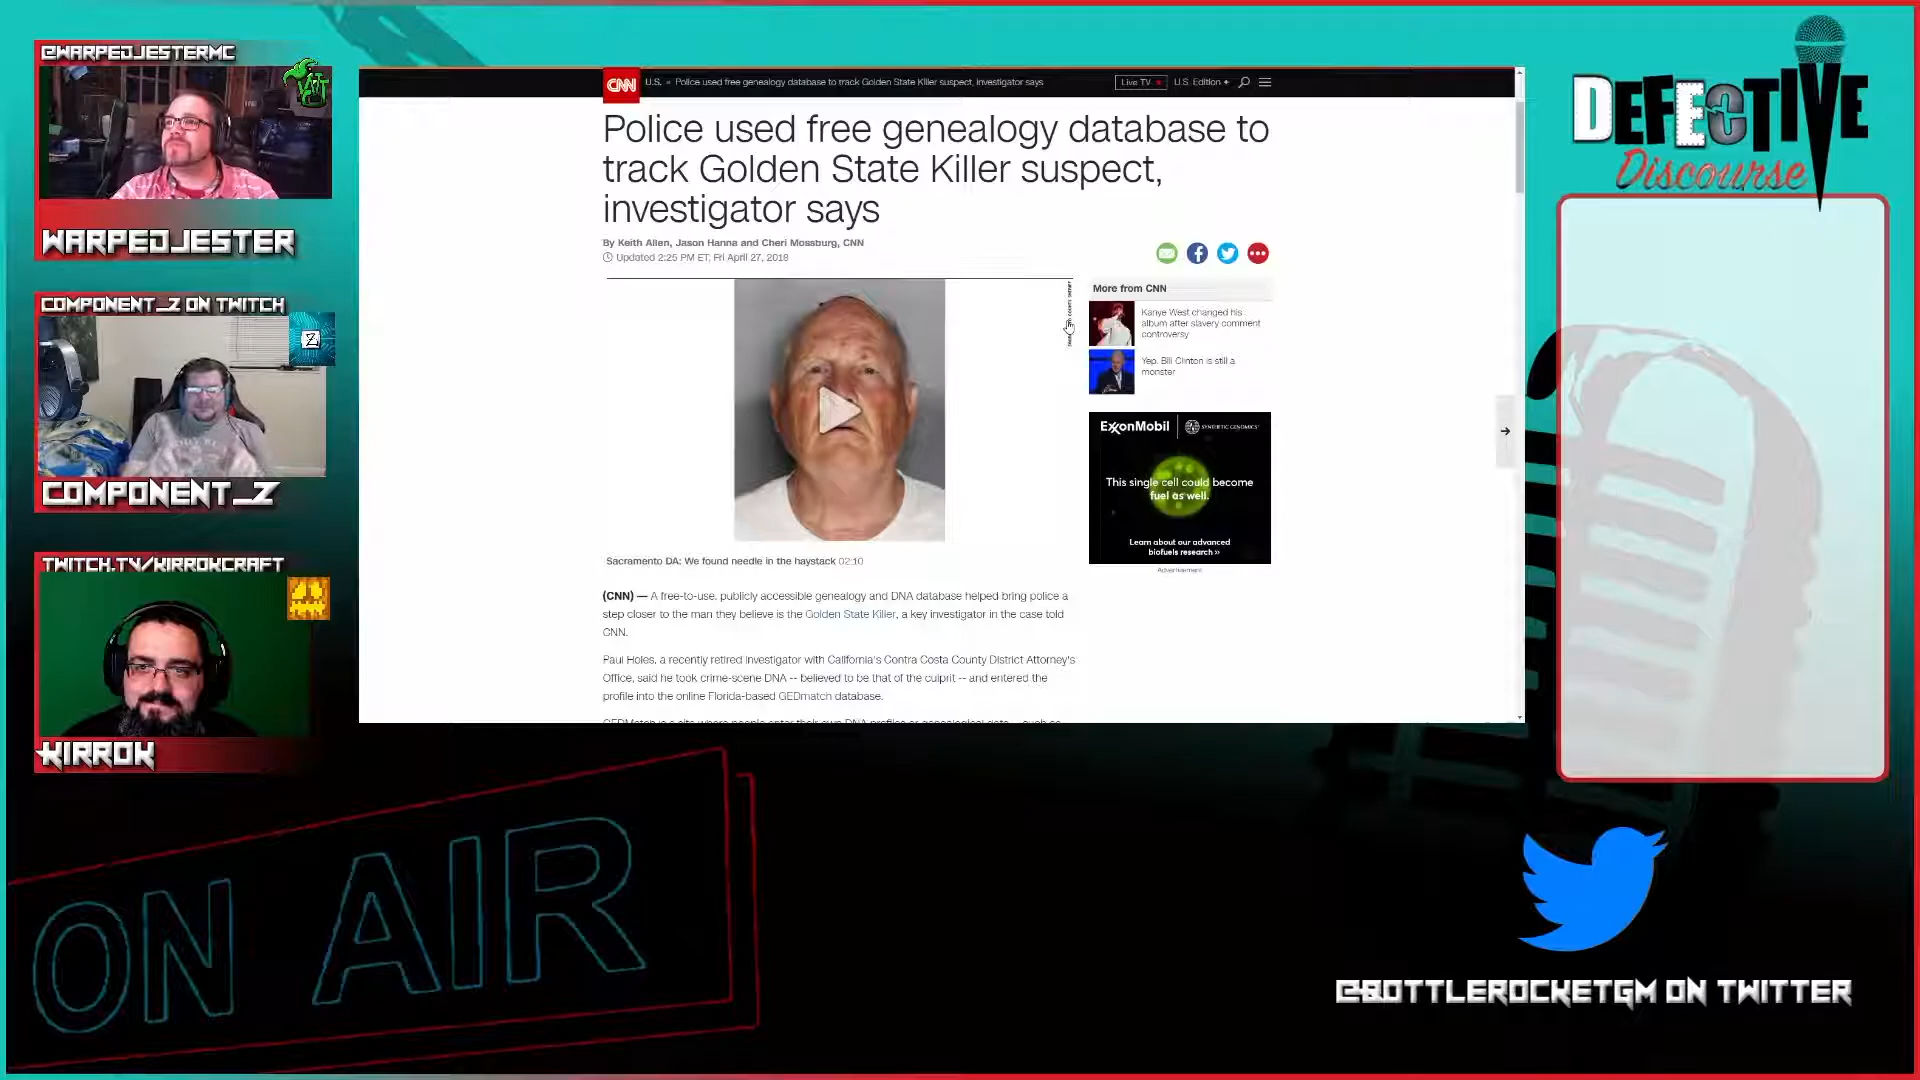 @WARPEDJESTERMC
WARPEDJESTER
COMPONENT_Z ON TWITCH
Z
COMPONENT_Z
TWITCH.TV/KIRROKCRAFT
KIRROK
CNN
U.S. » Police used free genealogy database to track Golden State Killer suspect, investigator says
Live TV
U.S. Edition +
Police used free genealogy database to
track Golden State Killer suspect,
investigator says
By Keith Allen, Jason Hanna and Cheri Mossburg, CNN
Updated 2:25 PM ET, Fri April 27, 2018
Sacramento DA: We found needle in the haystack 02:10
(CNN) — A free-to-use, publicly accessible genealogy and DNA database helped bring police a
step closer to the man they believe is the Golden State Killer, a key investigator in the case told
CNN.
Paul Holes, a recently retired investigator with California's Contra Costa County District Attorney's
Office, said he took crime-scene DNA -- believed to be that of the culprit -- and entered the
profile into the online Florida-based GEDmatch database.
More from CNN
Kanye West changed his
album after slavery comment
controversy
Yep. Bill Clinton is still a
monster
ExxonMobil
SYNTHETIC GENOMICS
This single cell could become
fuel as well.
Learn about our advanced
biofuels research »
Advertisement
DEFECTIVE
Discourse
ON AIR
@BOTTLEROCKETGM ON TWITTER